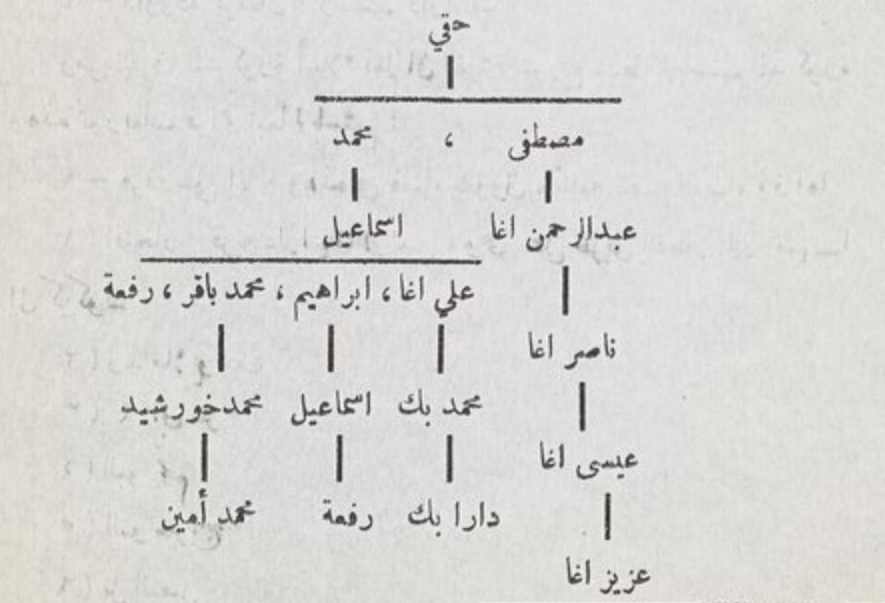 حقي
مصطفى ، محمد
عبدالرحمن اغا اسماعيل
علي اغا ، ابراهيم ، محمد باقر ، رفعة
ناصر اغا
محمد بك اسماعيل محمدخورشيد
عيسى اغا
دارا بك رفعة محمد أمين
عزيز اغا